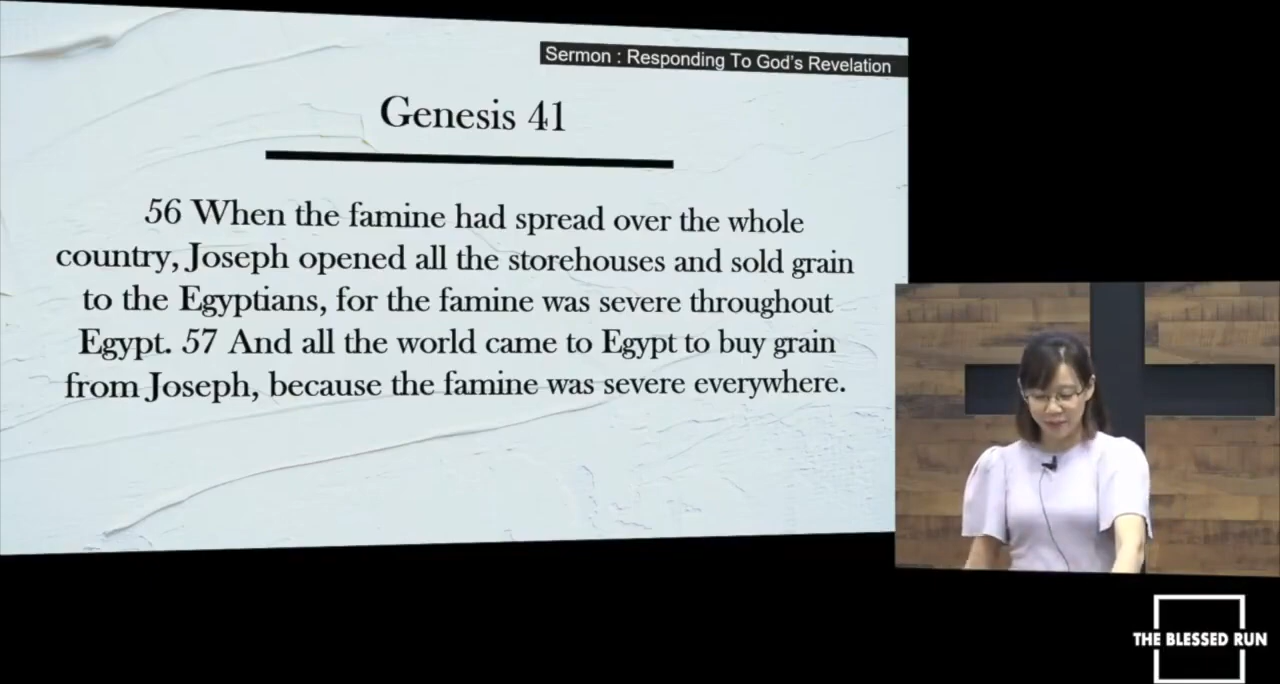 Sermon : Responding To God's Revelation
Genesis 41
56 When the famine had spread over the whole
country, Joseph opened all the storehouses and sold grain
to the Egyptians, for the famine was severe throughout
Egypt. 57 And all the world came to Egypt to buy grain
from Joseph, because the famine was severe everywhere.
THE BLESSED RUN